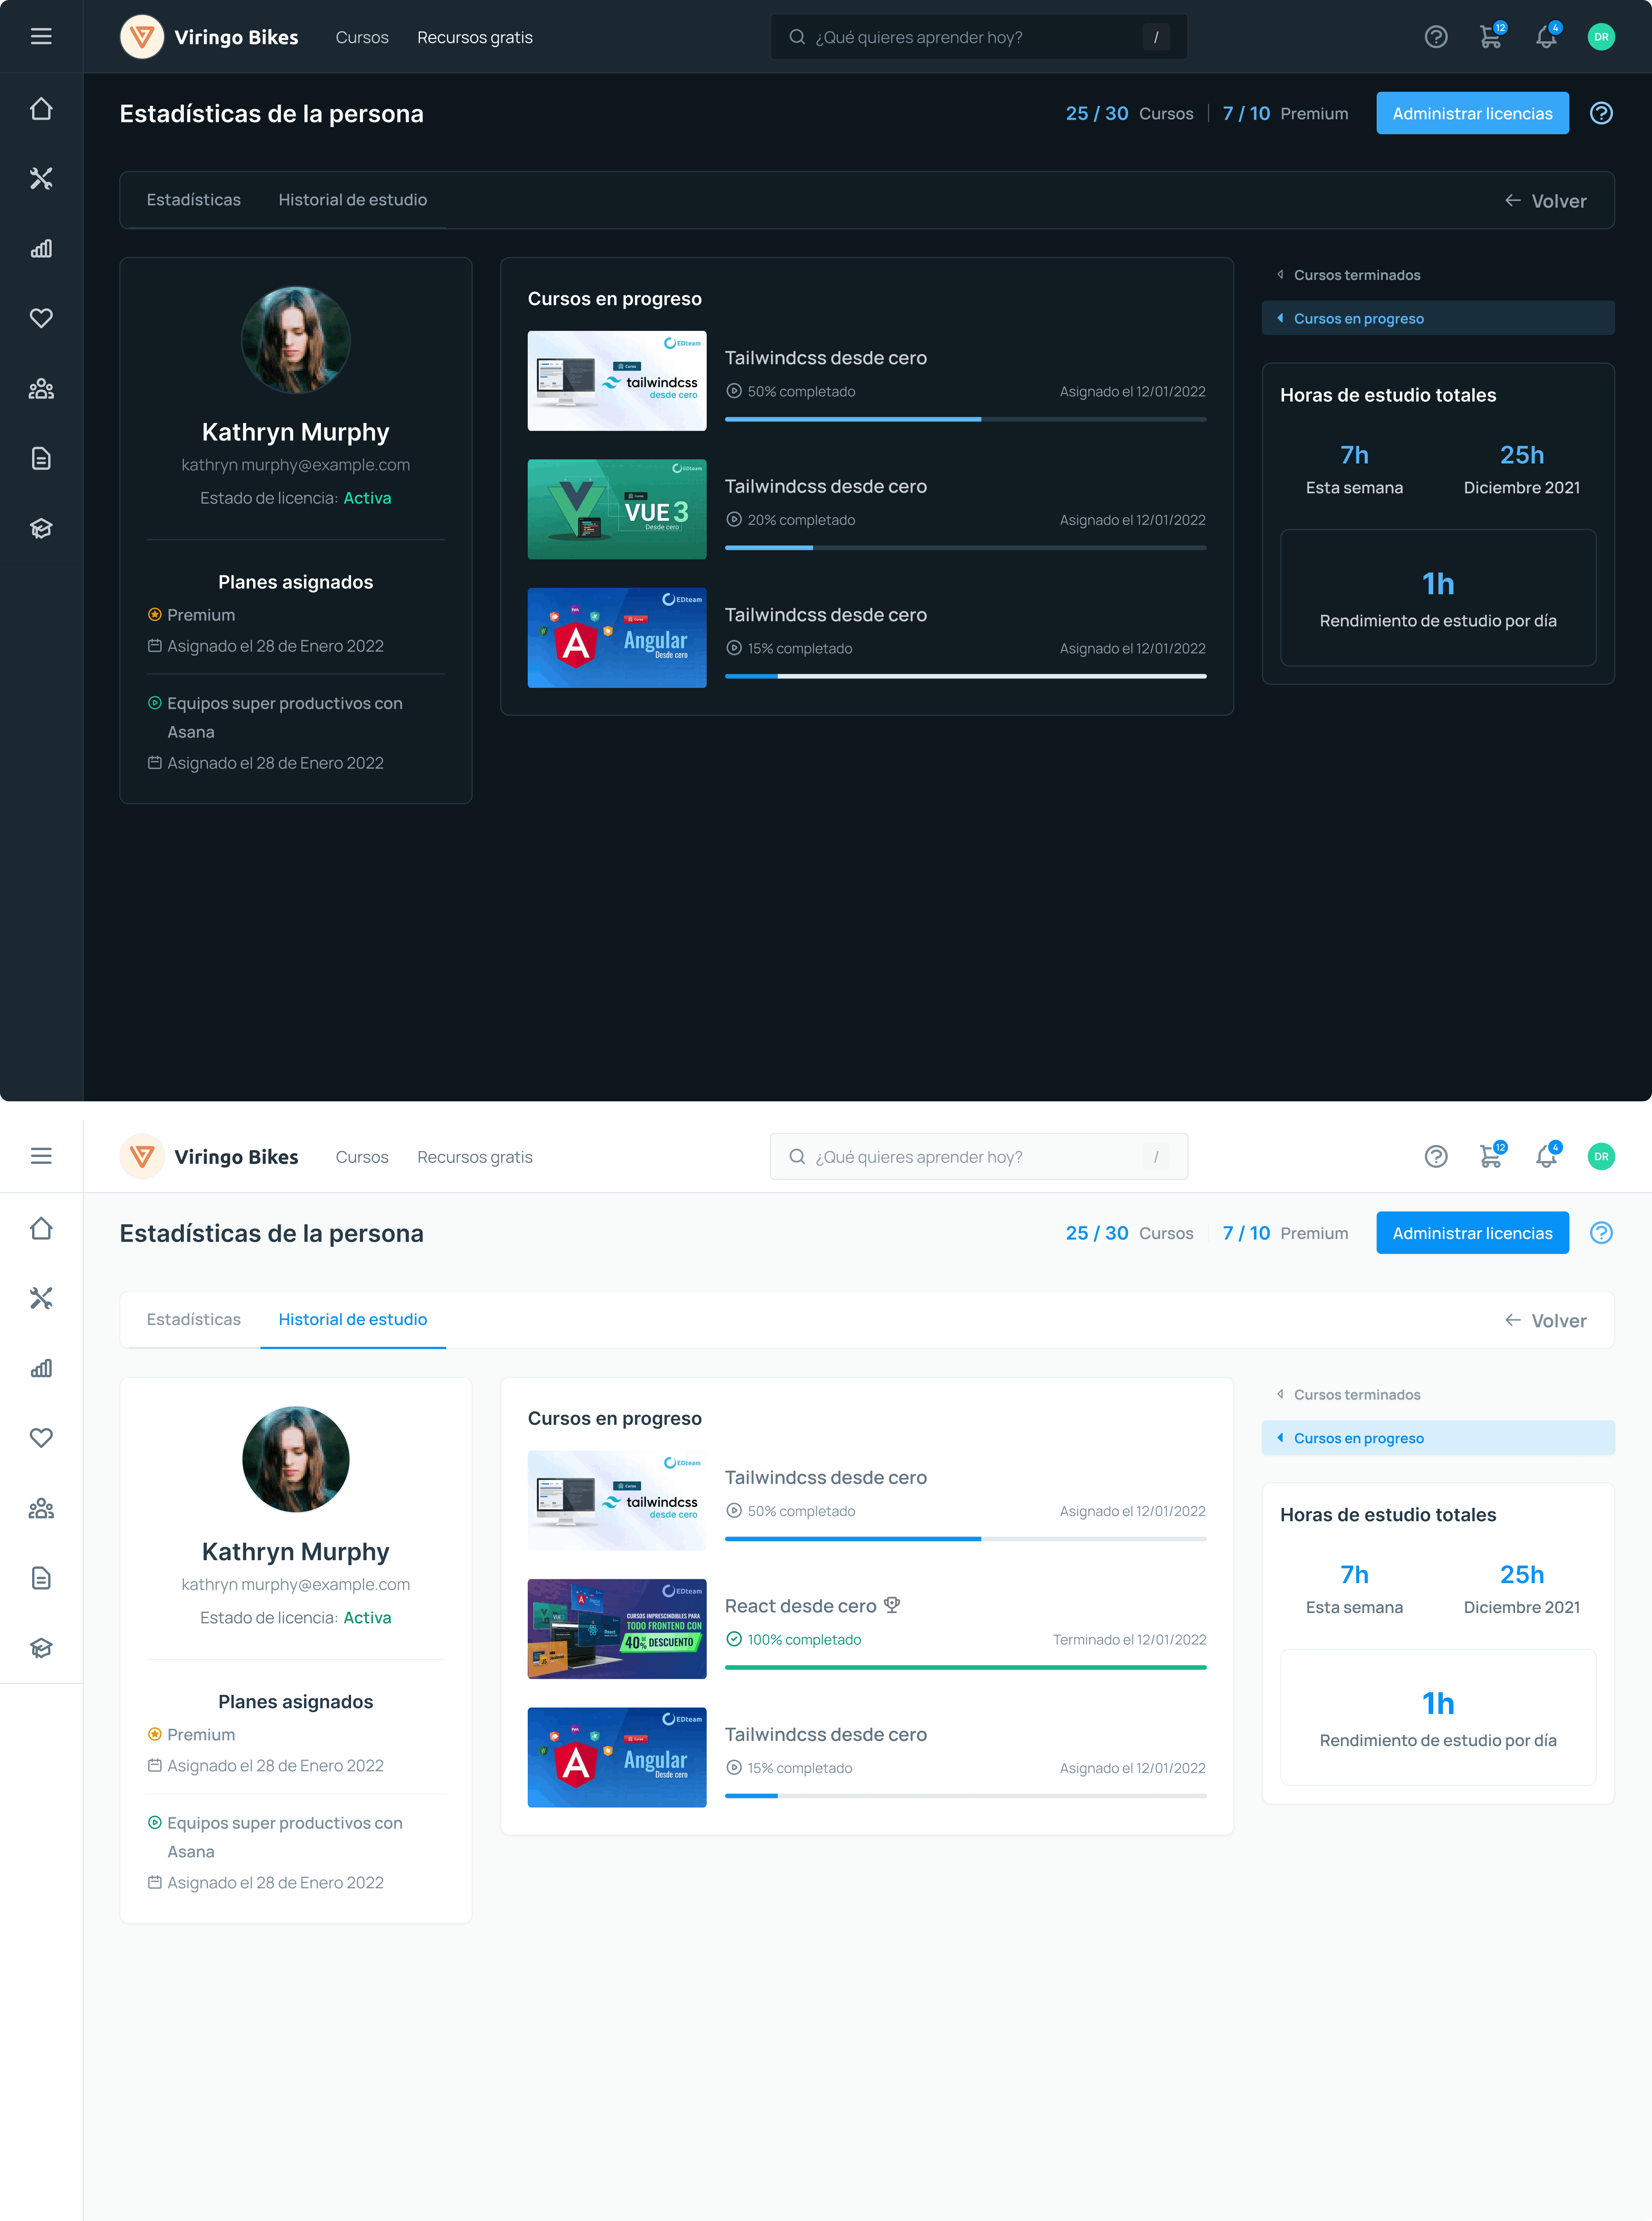 Viringo Bikes
Cursos
Recursos gratis
¿Qué quieres aprender hoy?
/
12
4
DR
Estadísticas de la persona
25 / 30 Cursos
7 / 10 Premium
Administrar licencias
Estadísticas
Historial de estudio
Volver
Kathryn Murphy
kathryn murphy@example.com
Estado de licencia: Activa
Planes asignados
Premium
Asignado el 28 de Enero 2022
Equipos super productivos con
Asana
Asignado el 28 de Enero 2022
Cursos en progreso
EDteam
Curso
tailwindcss
desde cero
Tailwindcss desde cero
50% completado
Asignado el 12/01/2022
EDteam
Curso
VUE 3
Desde cero
Tailwindcss desde cero
20% completado
Asignado el 12/01/2022
EDteam
Curso
Angular
Desde cero
Tailwindcss desde cero
15% completado
Asignado el 12/01/2022
Cursos terminados
Cursos en progreso
Horas de estudio totales
7h
Esta semana
25h
Diciembre 2021
1h
Rendimiento de estudio por día
Viringo Bikes
Cursos
Recursos gratis
¿Qué quieres aprender hoy?
/
12
4
DR
Estadísticas de la persona
25 / 30 Cursos
7 / 10 Premium
Administrar licencias
Estadísticas
Historial de estudio
Volver
Kathryn Murphy
kathryn murphy@example.com
Estado de licencia: Activa
Planes asignados
Premium
Asignado el 28 de Enero 2022
Equipos super productivos con
Asana
Asignado el 28 de Enero 2022
Cursos en progreso
EDteam
Curso
tailwindcss
desde cero
Tailwindcss desde cero
50% completado
Asignado el 12/01/2022
EDteam
CURSOS IMPRESCINDIBLES PARA
TODO FRONTEND CON
40% DE DESCUENTO
React desde cero
100% completado
Terminado el 12/01/2022
EDteam
Curso
Angular
Desde cero
Tailwindcss desde cero
15% completado
Asignado el 12/01/2022
Cursos terminados
Cursos en progreso
Horas de estudio totales
7h
Esta semana
25h
Diciembre 2021
1h
Rendimiento de estudio por día